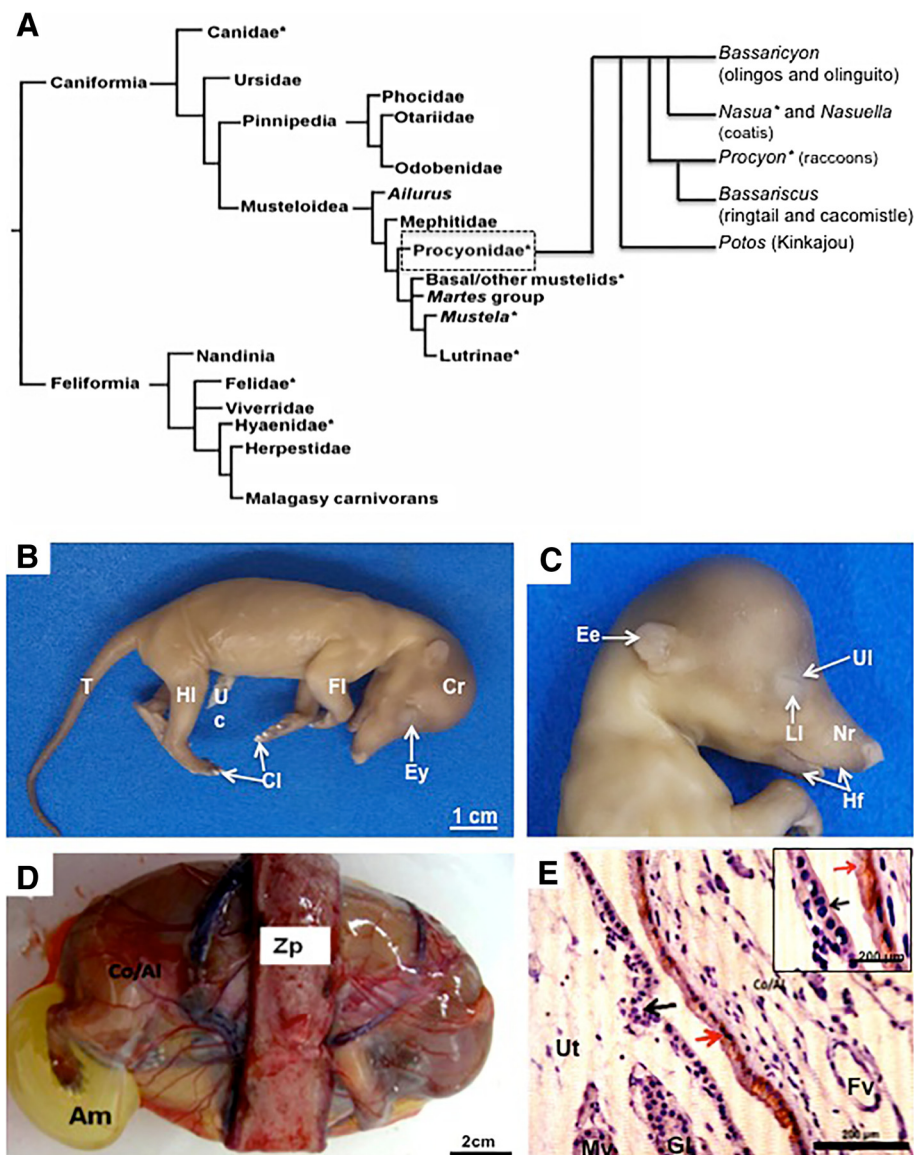 A
Canidae*
Caniformia
Ursidae
Pinnipedia
Phocidae
Otariidae
Odobenidae
Musteloidea
Ailurus
Mephitidae
Procyonidae*
Basal/other mustelids*
Martes group
Mustela*
Lutrinae*
Feliformia
Nandinia
Felidae*
Viverridae
Hyaenidae*
Herpestidae
Malagasy carnivorans
Bassaricyon
(olingos and olinguito)
Nasua* and Nasuella
(coatis)
Procyon* (raccoons)
Bassariscus
(ringtail and cacomistle)
Potos (Kinkajou)
B
T
Hl
U
c
Fl
Cr
Cl
Ey
1 cm
C
Ee
Ul
Ll
Nr
Hf
D
Zp
Co/Al
Am
2cm
E
200 µm
Co/Al
Ut
Fv
Mv
Gl
200 µm